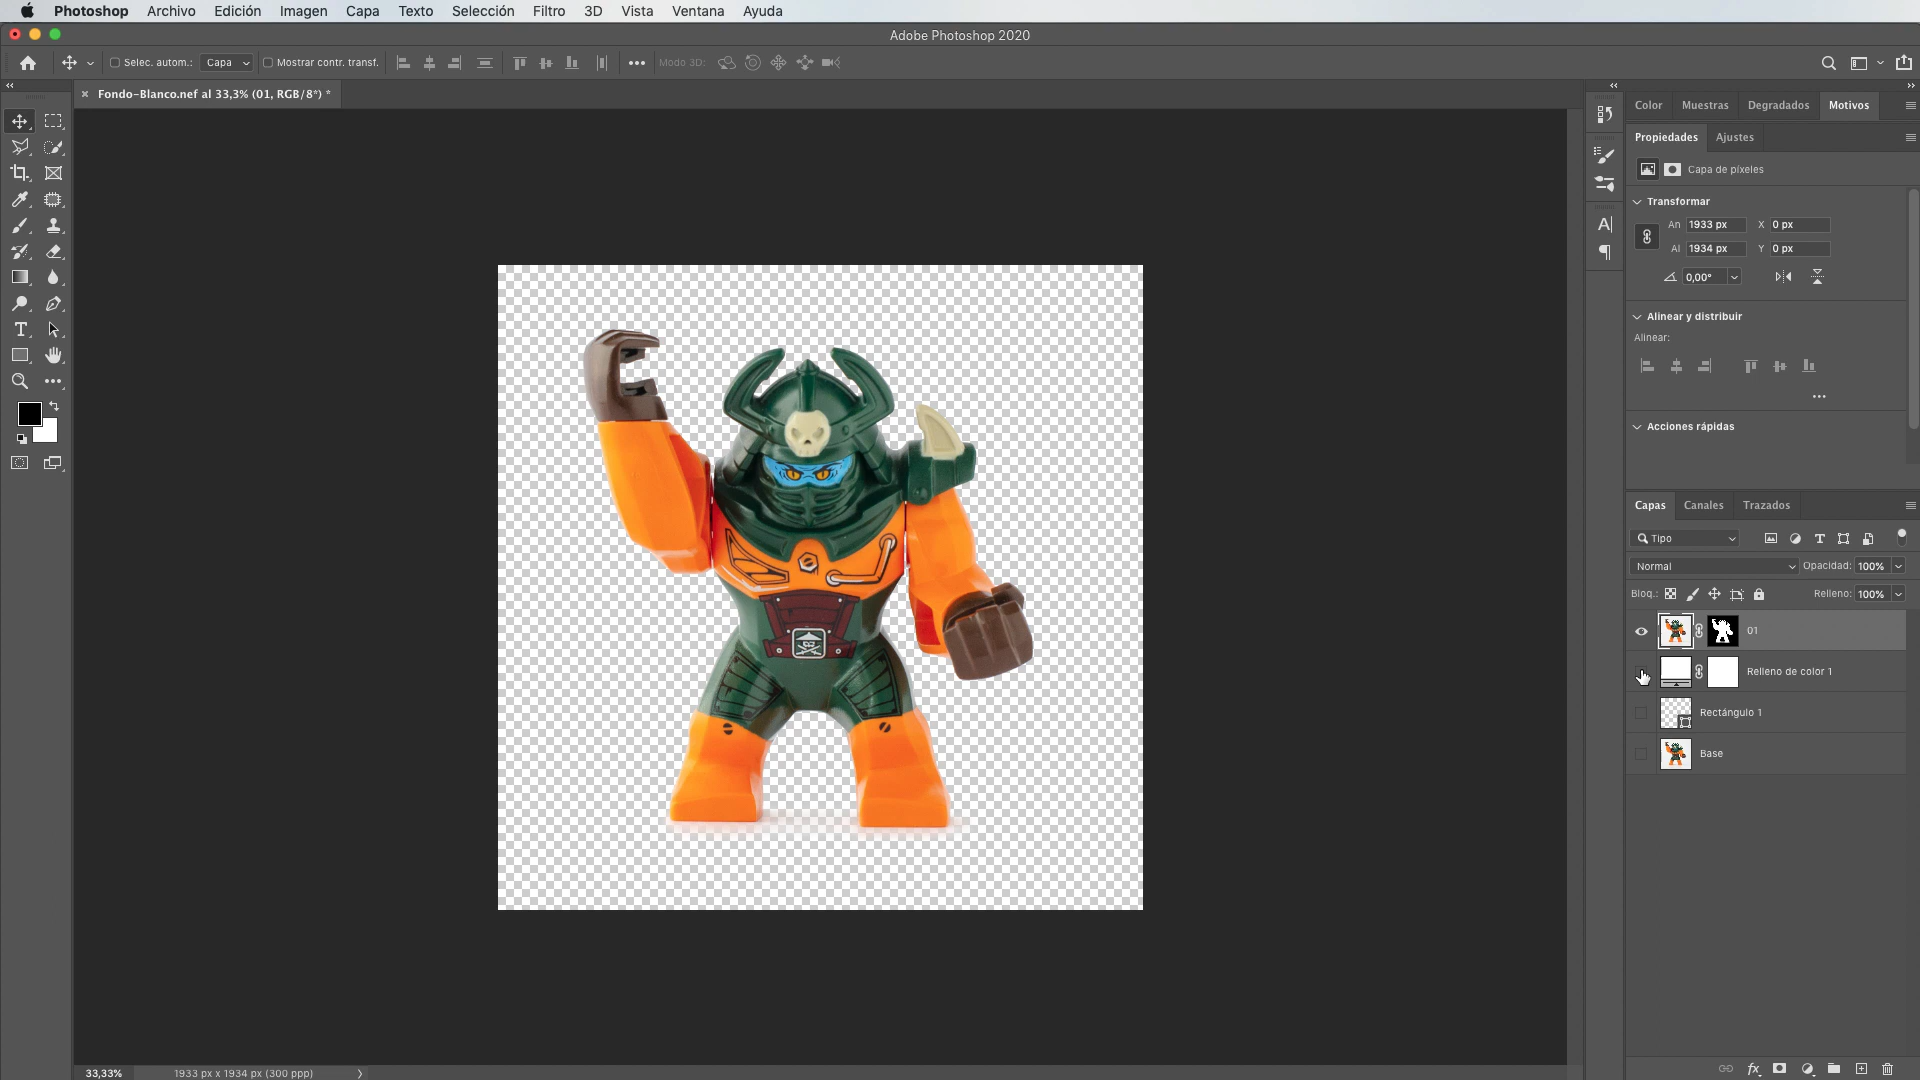 Photoshop Archivo Edición Imagen Capa Texto Selección Filtro 3D Vista Ventana Ayuda
Adobe Photoshop 2020
Selec. autom.: Capa Mostrar contr. transf. Modo 3D:
Fondo-Blanco.nef al 33,3% (01, RGB/8*) *
Color Muestras Degradados Motivos
Propiedades Ajustes
Capa de píxeles
Transformar
An 1933 px X 0 px
Al 1934 px Y 0 px
0,00°
Alinear y distribuir
Alinear:
Acciones rápidas
Capas Canales Trazados
Tipo
Normal Opacidad: 100%
Bloq.: Relleno: 100%
01
Relleno de color 1
Rectángulo 1
Base
33,33% 1933 px x 1934 px (300 ppp)